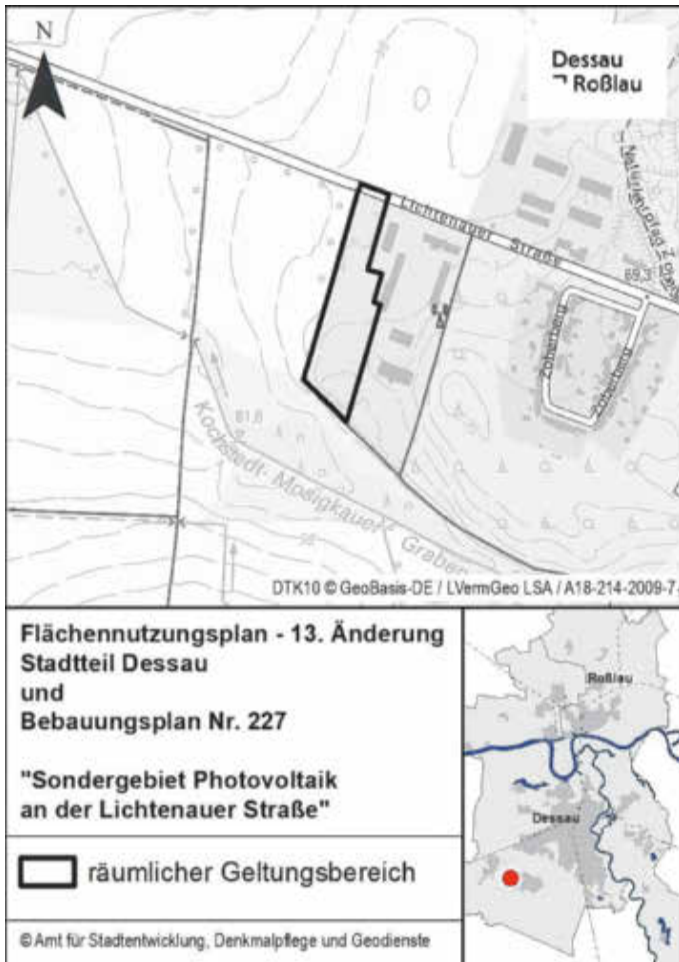 N
Dessau
Roßlau
Lichtenauer Straße
Naturlehrpfad
69,3
Zoberberg
Zoberberg
61,6
Kochstedt-Mosigkauer Graben
DTK10 © GeoBasis-DE / LVermGeo LSA / A18-214-2009-7
Flächennutzungsplan - 13. Änderung
Stadtteil Dessau
und
Bebauungsplan Nr. 227
"Sondergebiet Photovoltaik
an der Lichtenauer Straße"
räumlicher Geltungsbereich
© Amt für Stadtentwicklung, Denkmalpflege und Geodienste
Roßlau
Dessau